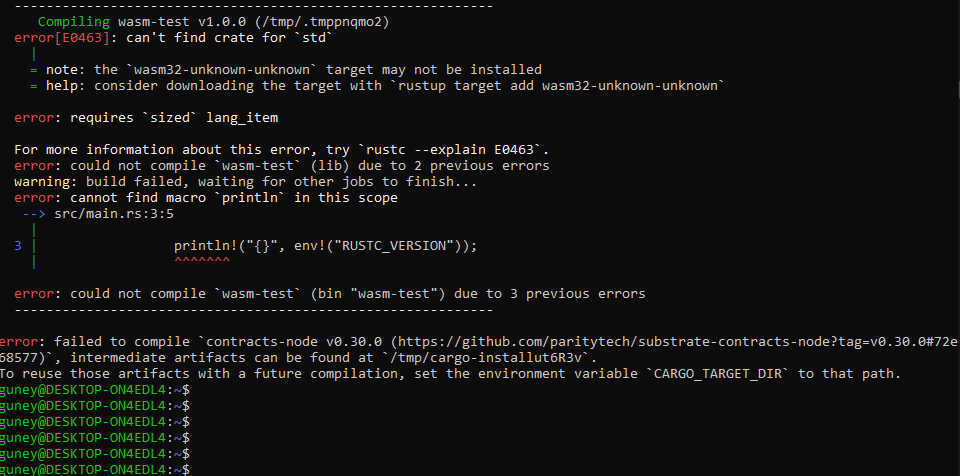 ------------------------------------------------------------
Compiling wasm-test v1.0.0 (/tmp/.tmppnqmo2)
error[E0463]: can't find crate for `std`
|
= note: the `wasm32-unknown-unknown` target may not be installed
= help: consider downloading the target with `rustup target add wasm32-unknown-unknown`
error: requires `sized` lang_item
For more information about this error, try `rustc --explain E0463`.
error: could not compile `wasm-test` (lib) due to 2 previous errors
warning: build failed, waiting for other jobs to finish...
error: cannot find macro `println` in this scope
--> src/main.rs:3:5
|
3 | println!("{}", env!("RUSTC_VERSION"));
| ^^^^^^^
error: could not compile `wasm-test` (bin "wasm-test") due to 3 previous errors
------------------------------------------------------------
error: failed to compile `contracts-node v0.30.0 (https://github.com/paritytech/substrate-contracts-node?tag=v0.30.0#72e
68577)`, intermediate artifacts can be found at `/tmp/cargo-installut6R3v`.
To reuse those artifacts with a future compilation, set the environment variable `CARGO_TARGET_DIR` to that path.
guney@DESKTOP-ON4EDL4:~$
guney@DESKTOP-ON4EDL4:~$
guney@DESKTOP-ON4EDL4:~$
guney@DESKTOP-ON4EDL4:~$
guney@DESKTOP-ON4EDL4:~$
guney@DESKTOP-ON4EDL4:~$